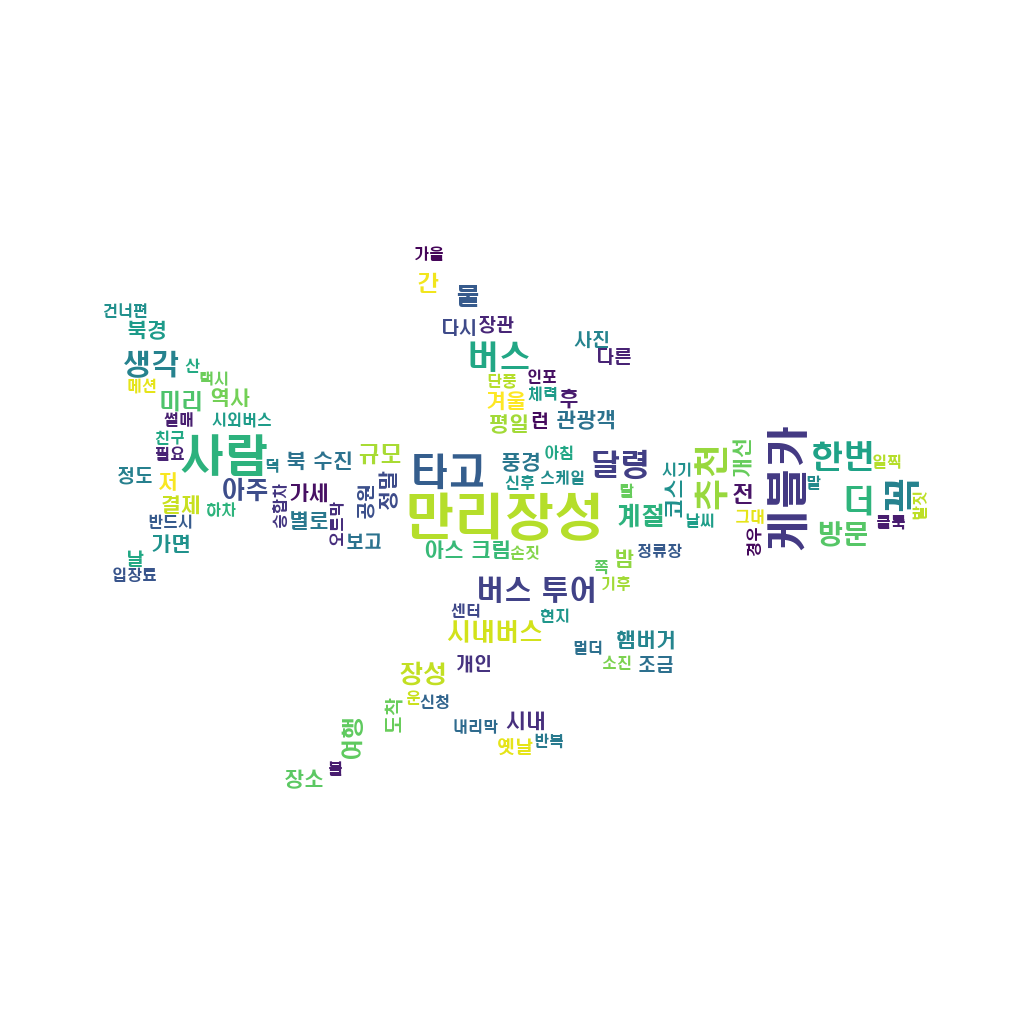 가을
간
물
건너편
북경
다시
장관
버스
사진
다른
생각
산
택시
메션
미리
역사
단풍
인포
체력
겨울
후
썰매
시외버스
평일
런
관광객
친구
필요
사람
덕
북 수진
규모
타고
풍경
아침
신후
스케일
달령
시기
추천
개선
케블카
한번
일찍
정도
저
아주
승합차
가세
공원
정말
만리장성
탈
코스
전
말
더
꼭
밭짓
결제
하차
별로
오르막
계절
날씨
그대
방문
클룩
반드시
가면
보고
아스 크림
손짓
밤
정류장
경우
날
입장료
쪽
기후
버스 투어
센터
현지
시내버스
멀더
햄버거
장성
개인
소진
조금
운
신청
도착
여행
내리막
시내
옛날
반복
장소
봄